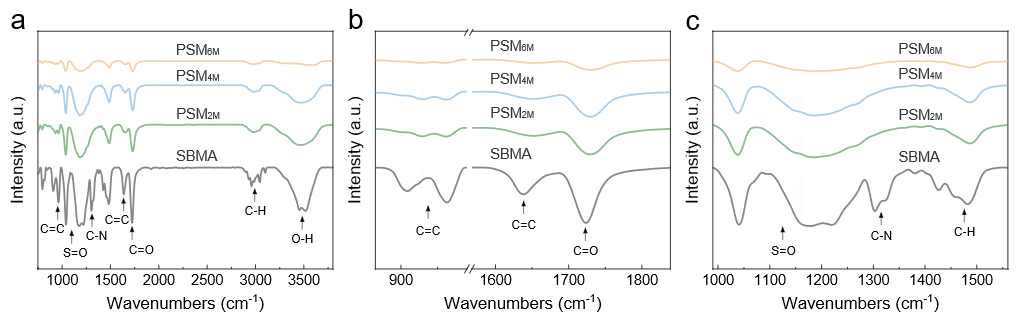 a
PSM6M
PSM4M
PSM2M
SBMA
C=C
S=O
C-N
C=C
C=O
C-H
O-H
1000 1500 2000 2500 3000 3500
Wavenumbers (cm-1)
Intensity (a.u.)
b
PSM6M
PSM4M
PSM2M
SBMA
C=C
C=C
C=O
900 1600 1700 1800
Wavenumbers (cm-1)
Intensity (a.u.)
c
PSM6M
PSM4M
PSM2M
SBMA
S=O
C-N
C-H
1000 1100 1200 1300 1400 1500
Wavenumbers (cm-1)
Intensity (a.u.)